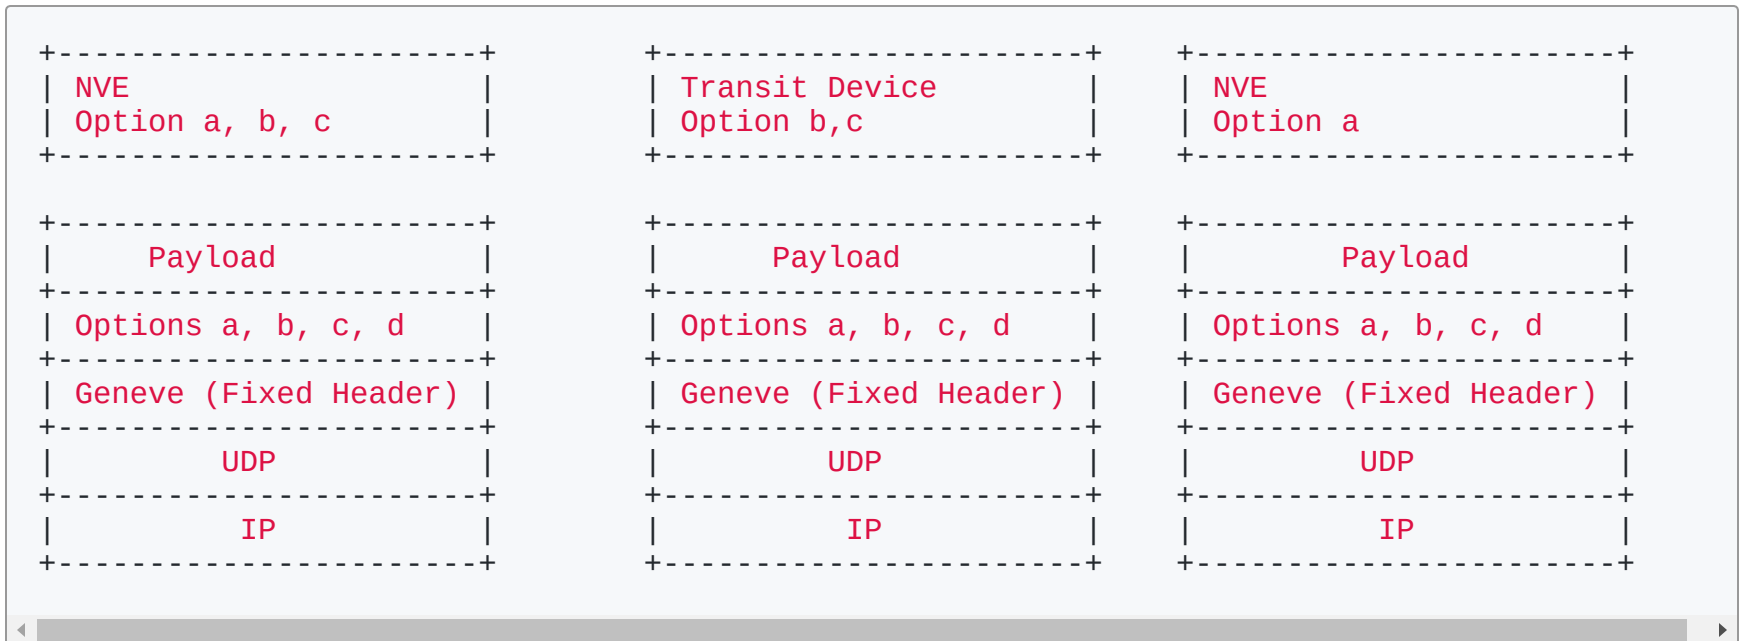 +-----------------------+        +-----------------------+    +-----------------------+
| NVE                   |        | Transit Device        |    | NVE                   |
| Option a, b, c        |        | Option b,c            |    | Option a              |
+-----------------------+        +-----------------------+    +-----------------------+

+-----------------------+        +-----------------------+    +-----------------------+
|     Payload           |        |      Payload          |    |        Payload        |
+-----------------------+        +-----------------------+    +-----------------------+
| Options a, b, c, d    |        | Options a, b, c, d    |    | Options a, b, c, d    |
+-----------------------+        +-----------------------+    +-----------------------+
| Geneve (Fixed Header) |        | Geneve (Fixed Header) |    | Geneve (Fixed Header) |
+-----------------------+        +-----------------------+    +-----------------------+
|         UDP           |        |         UDP           |    |         UDP           |
+-----------------------+        +-----------------------+    +-----------------------+
|          IP           |        |          IP           |    |          IP           |
+-----------------------+        +-----------------------+    +-----------------------+